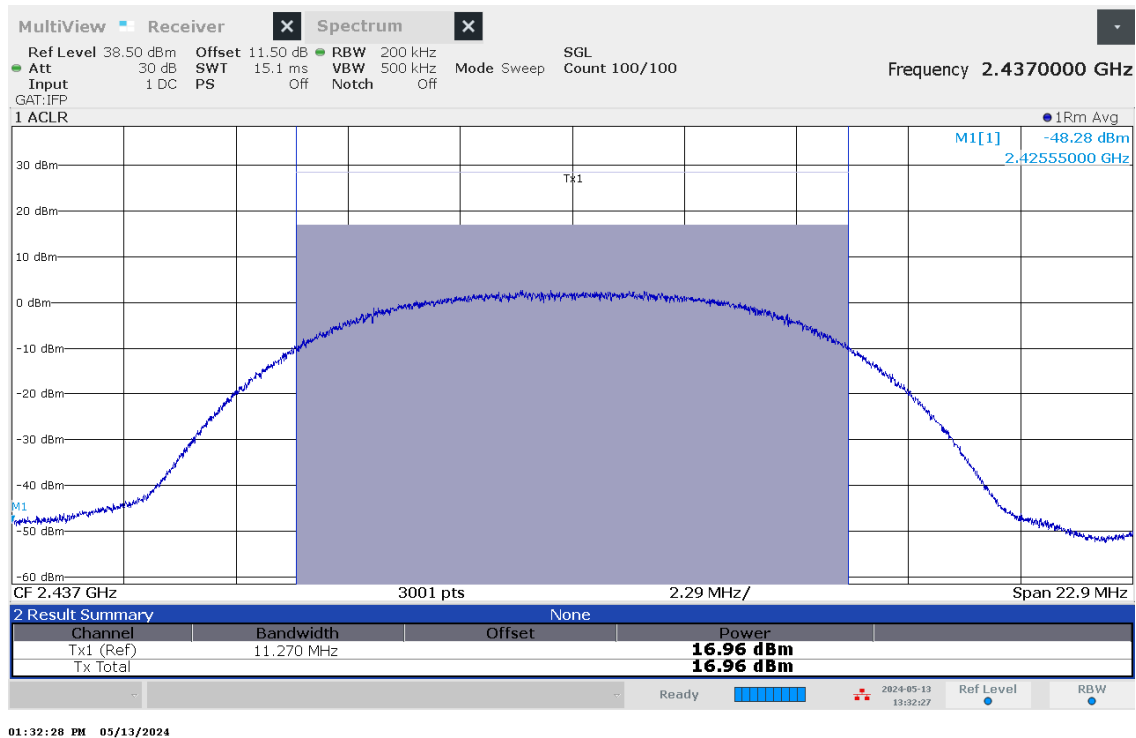 MultiView Receiver X Spectrum X
Ref Level 38.50 dBm Offset 11.50 dB RBW 200 kHz SGL
Att 30 dB SWT 15.1 ms VBW 500 kHz Mode Sweep Count 100/100 Frequency 2.4370000 GHz
Input 1 DC PS Off Notch Off
GAT:IFP
1 ACLR 1Rm Avg
M1[1] -48.28 dBm
2.42555000 GHz
30 dBm
Tx1
20 dBm
10 dBm
0 dBm
-10 dBm
-20 dBm
-30 dBm
-40 dBm
M1
-50 dBm
-60 dBm
CF 2.437 GHz 3001 pts 2.29 MHz/ Span 22.9 MHz
2 Result Summary None
Channel Bandwidth Offset Power
Tx1 (Ref) 11.270 MHz 16.96 dBm
Tx Total 16.96 dBm
Ready 2024-05-13 Ref Level RBW
13:32:27
01:32:28 PM 05/13/2024